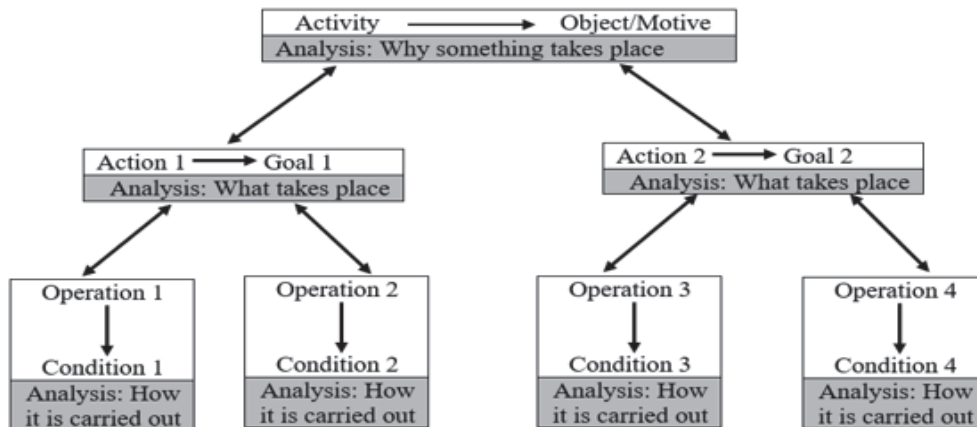 Activity Object/Motive
Analysis: Why something takes place
Action 1 Goal 1
Analysis: What takes place
Action 2 Goal 2
Analysis: What takes place
Operation 1
Condition 1
Analysis: How
it is carried out
Operation 2
Condition 2
Analysis: How
it is carried out
Operation 3
Condition 3
Analysis: How
it is carried out
Operation 4
Condition 4
Analysis: How
it is carried out